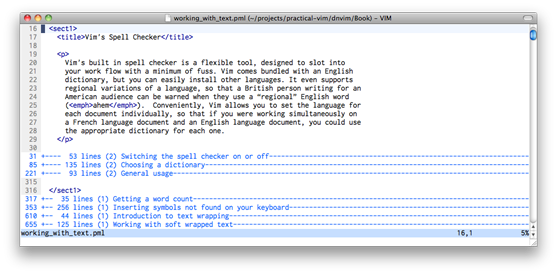 working_with_text.pml (~/projects/practical-vim/dnvim/Book) – VIM
16 <sect1>
17 <title>Vim's Spell Checker</title>
18
19 <p>
20 Vim's built in spell checker is a flexible tool, designed to slot into
21 your work flow with a minimum of fuss. Vim comes bundled with an English
22 dictionary, but you can easily install other languages. It even supports
23 regional variations of a language, so that a British person writing for an
24 American audience can be warned when they use a “regional” English word
25 (<emph>ahem</emph>).  Conveniently, Vim allows you to set the language for
26 each document individually, so that if you were working simultaneously on
27 a French language document and an English language document, you could use
28 the appropriate dictionary for each one.
29 </p>
30
31 +---- 53 lines (2) Switching the spell checker on or off----------------------------------------
85 +---- 135 lines (2) Choosing a dictionary----------------------------------------
221 +---- 93 lines (2) General usage----------------------------------------
315
316 </sect1>
317 +-- 35 lines (1) Getting a word count----------------------------------------
353 +-- 256 lines (1) Inserting symbols not found on your keyboard----------------------------------------
610 +-- 44 lines (1) Introduction to text wrapping----------------------------------------
655 +-- 125 lines (1) Working with soft wrapped text----------------------------------------
working_with_text.pml 16,1 5%